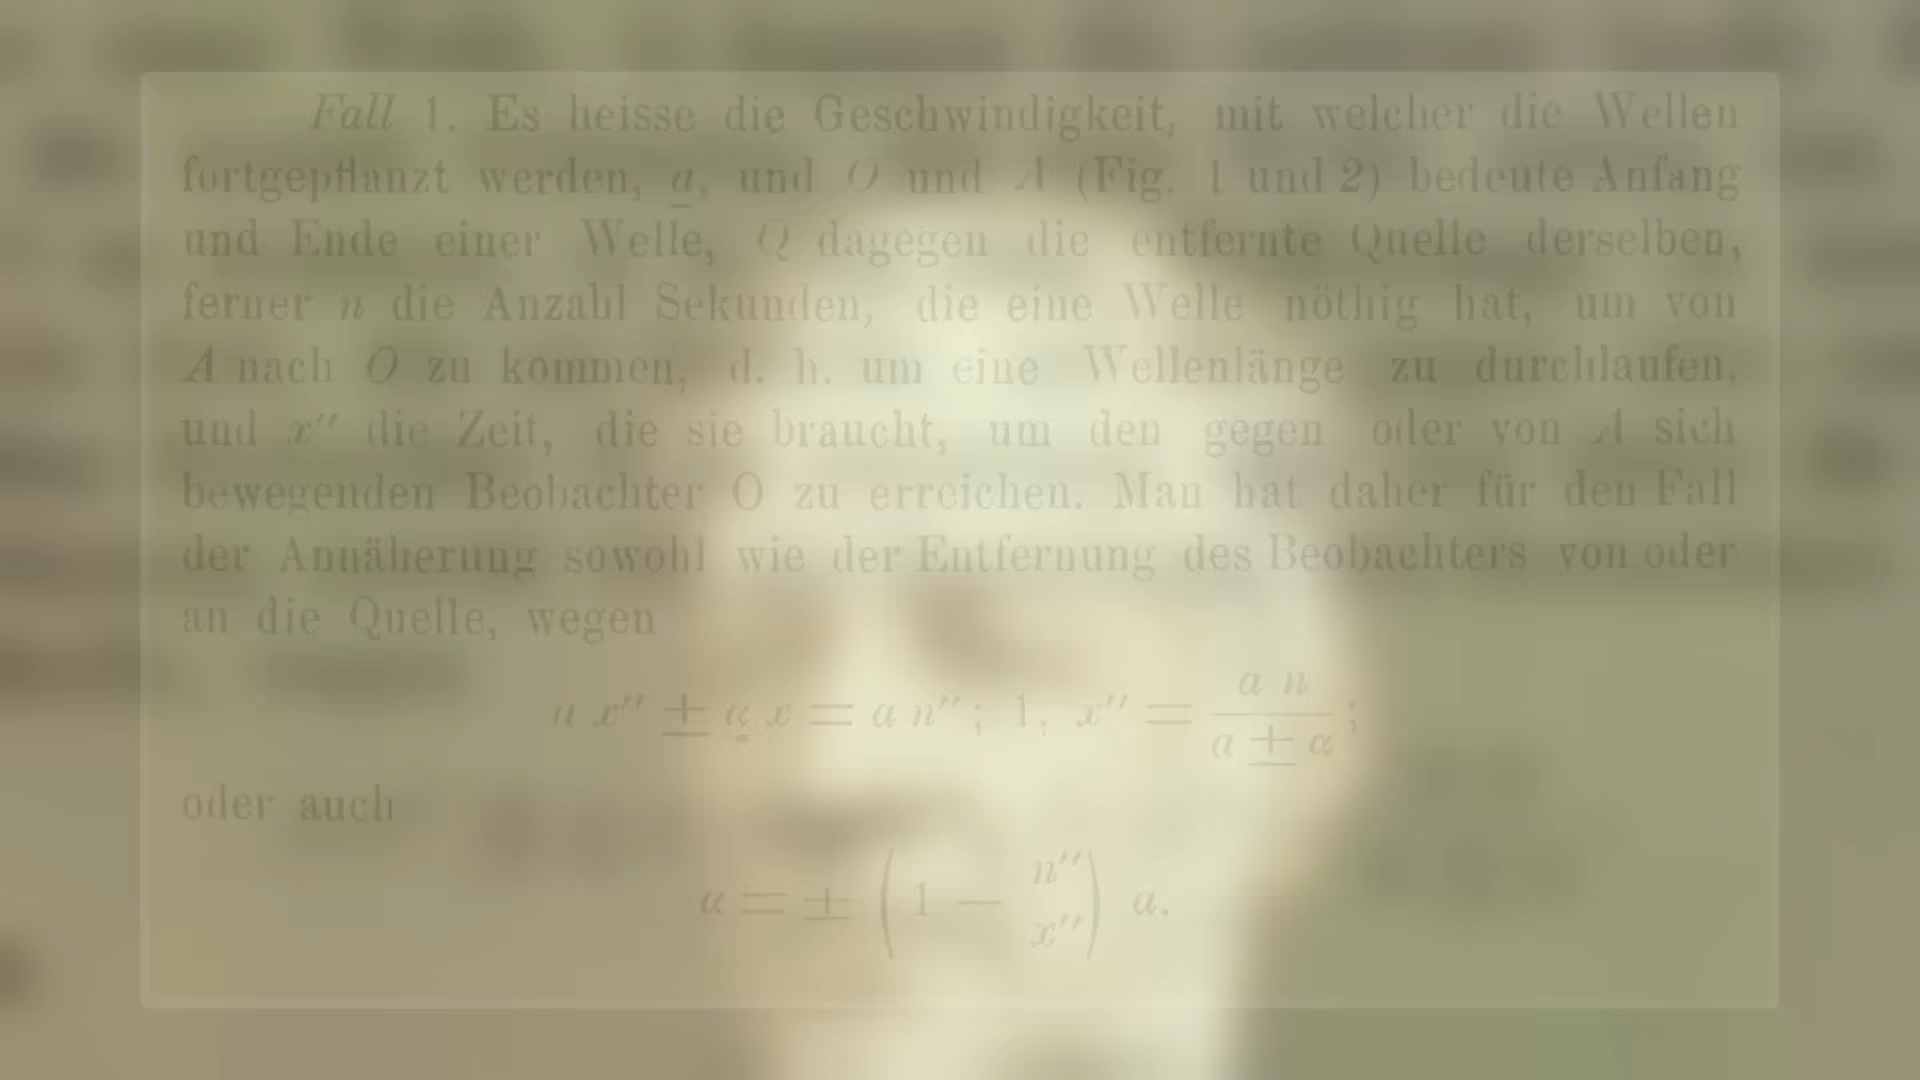 Fall 1. Es heisse die Geschwindigkeit, mit welcher die Wellen
fortgepflanzt werden, a, und O und A (Fig. 1 und 2) bedeute Anfang
und Ende einer Welle, Q dagegen die entfernte Quelle derselben,
ferner n die Anzahl Sekunden, die eine Welle nöthig hat, um von
A nach O zu kommen, d. h. um eine Wellenlänge zu durchlaufen,
und x″ die Zeit, die sie braucht, um den gegen oder von A sich
bewegenden Beobachter O zu erreichen. Man hat daher für den Fall
der Annäherung sowohl wie der Entfernung des Beobachters von oder
an die Quelle, wegen
a x″ ± α x = a n″; 1, x″ = a n / (a ± α);
oder auch
α = ± (1 − n″/x″) a.